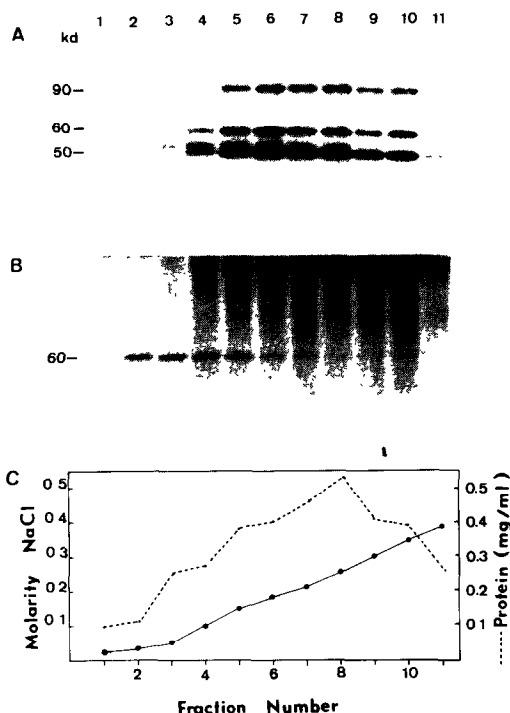 1 2 3 4 5 6 7 8 9 10 11
A kd
90–
60–
50–
B
60–
C
0 5 0.5
0 4 0.4
0 3 0.3
0 2 0.2
0 1 0 1
Molarity NaCl
Protein (mg/ml)
2 4 6 8 10
Fraction Number